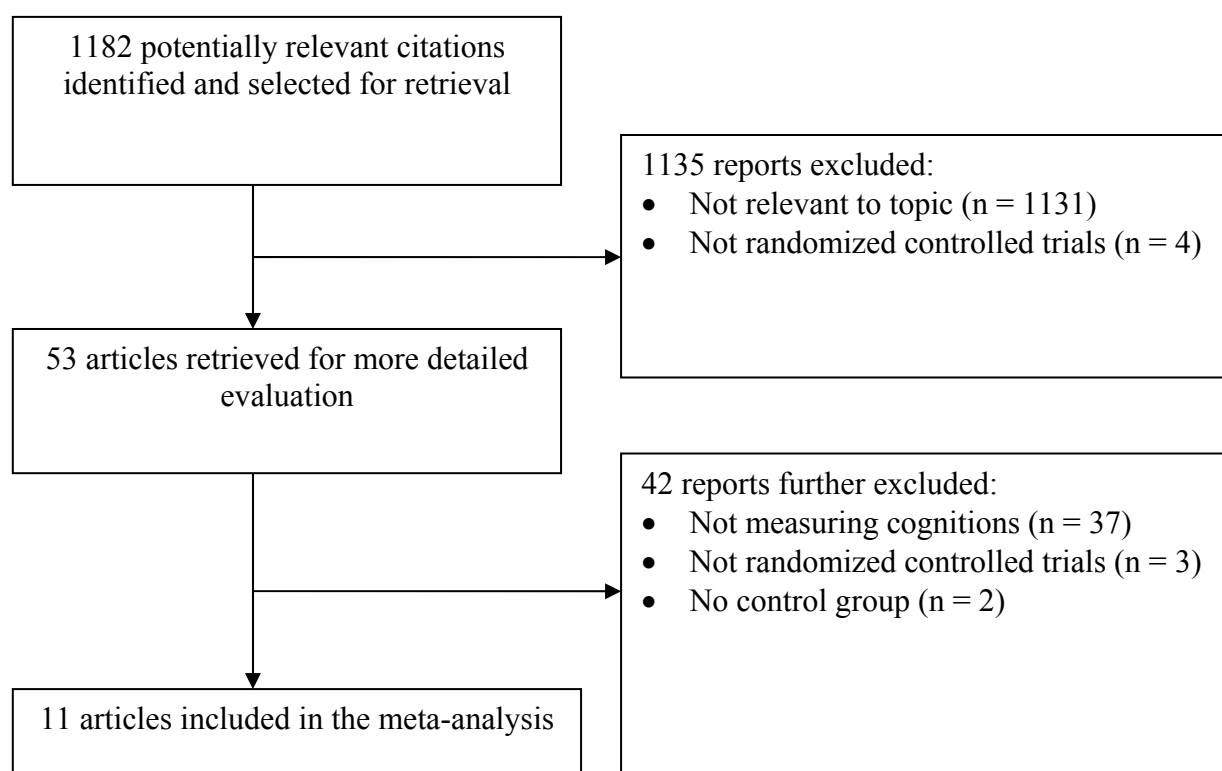 1182 potentially relevant citations
identified and selected for retrieval
1135 reports excluded:
• Not relevant to topic (n = 1131)
• Not randomized controlled trials (n = 4)
53 articles retrieved for more detailed
evaluation
42 reports further excluded:
• Not measuring cognitions (n = 37)
• Not randomized controlled trials (n = 3)
• No control group (n = 2)
11 articles included in the meta-analysis